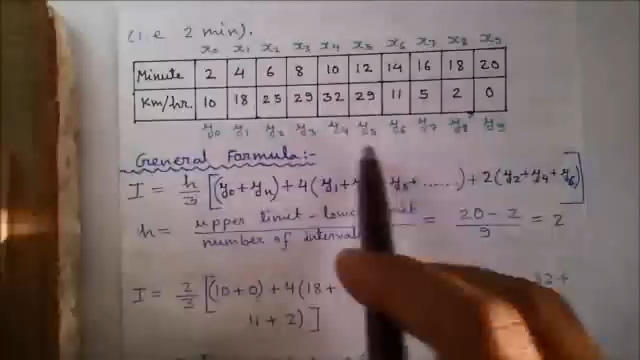 (i.e 2 min).
x₀ x₁ x₂ x₃ x₄ x₅ x₆ x₇ x₈ x₉
Minute 2 4 6 8 10 12 14 16 18 20
Km/hr. 10 18 25 29 32 29 11 5 2 0
y₀ y₁ y₂ y₃ y₄ y₅ y₆ y₇ y₈ y₉
General Formula:-
I = h/3 [(y₀+yₙ)+4(y₁+ y₅+ ......)+2(y₂+y₄+y₆)]
h = upper limit - lower limit / number of interval = 20 - 2 / 9 = 2
I = 2/3 [(10+0)+4(18+ 32+
11+2)]